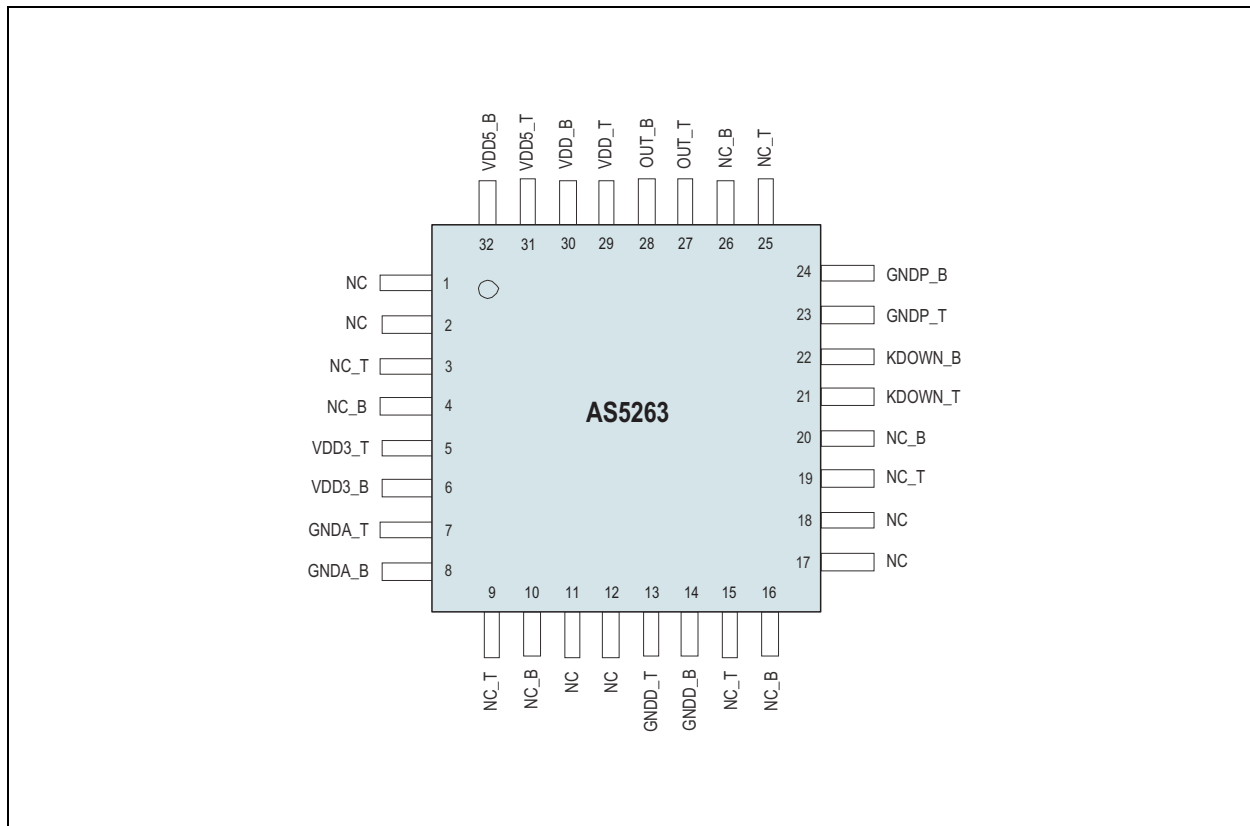 VDD5_B
VDD5_T
VDD_B
VDD_T
OUT_B
OUT_T
NC_B
NC_T
32
31
30
29
28
27
26
25
NC
1
NC
2
NC_T
3
NC_B
4
VDD3_T
5
VDD3_B
6
GNDA_T
7
GNDA_B
8
AS5263
24
GNDP_B
23
GNDP_T
22
KDOWN_B
21
KDOWN_T
20
NC_B
19
NC_T
18
NC
17
NC
9
10
11
12
13
14
15
16
NC_T
NC_B
NC
NC
GNDD_T
GNDD_B
NC_T
NC_B